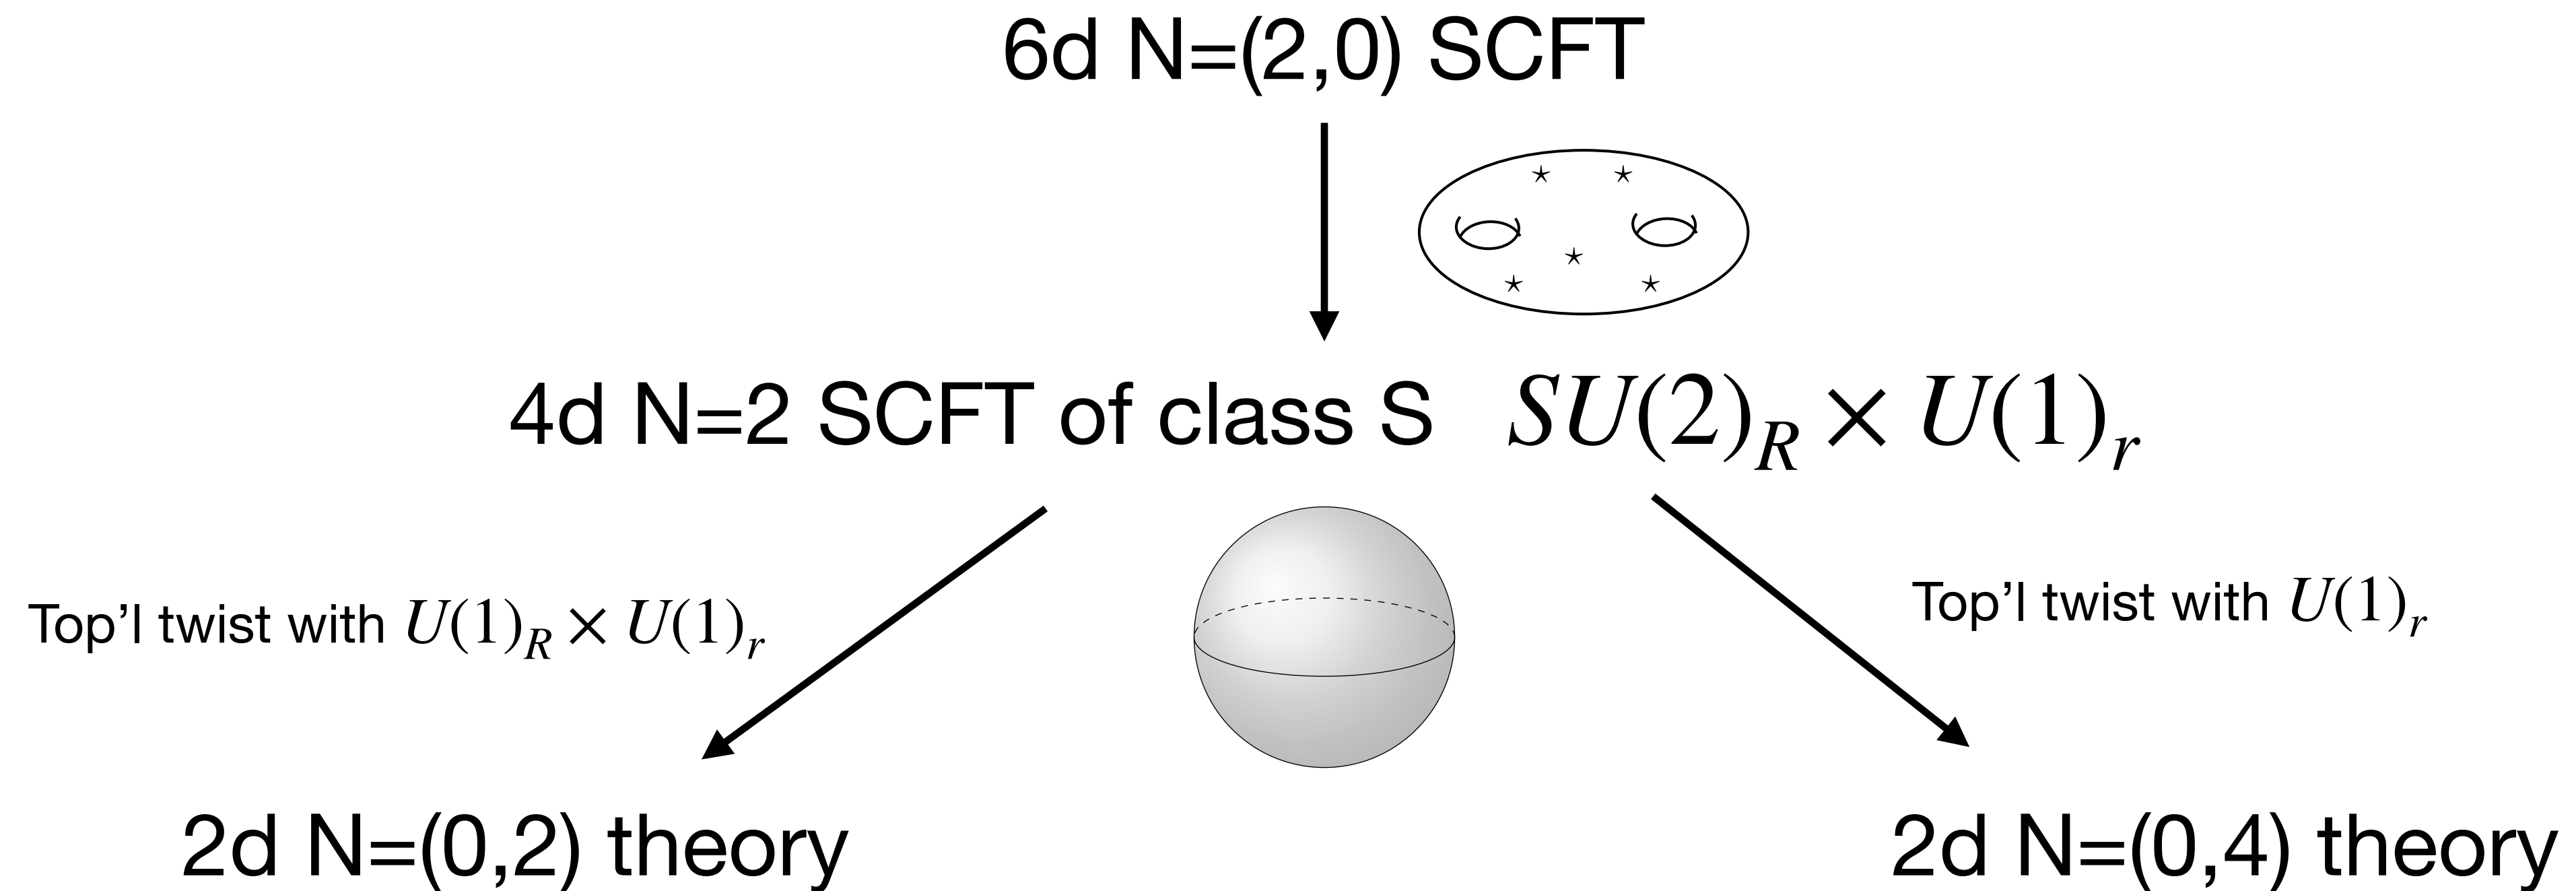 6d N=(2,0) SCFT
4d N=2 SCFT of class S $SU(2)_R \times U(1)_r$
Top'l twist with $U(1)_R \times U(1)_r$
Top'l twist with $U(1)_r$
2d N=(0,2) theory
2d N=(0,4) theory